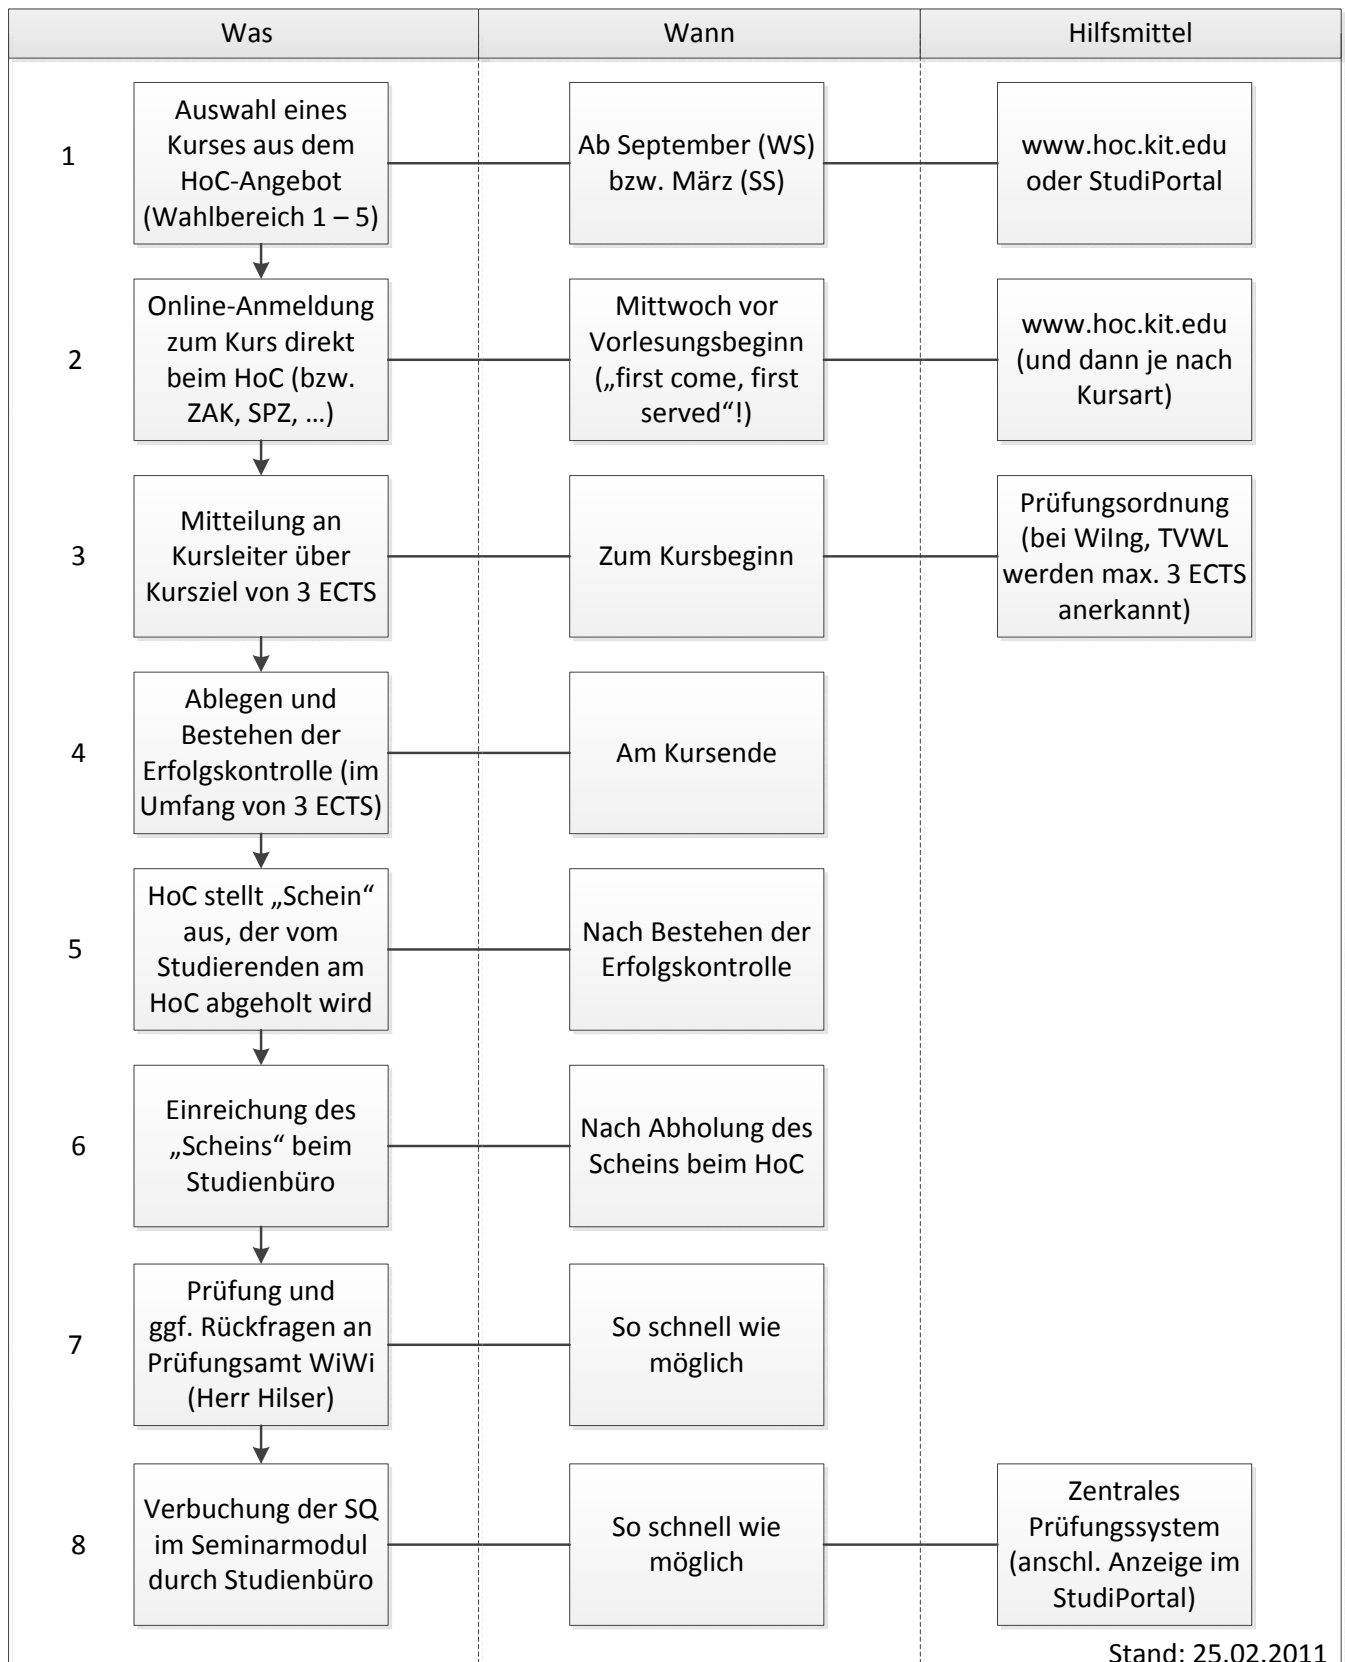 Was
Wann
Hilfsmittel
1
Auswahl eines
Kurses aus dem
HoC-Angebot
(Wahlbereich 1 – 5)
Ab September (WS)
bzw. März (SS)
www.hoc.kit.edu
oder StudiPortal
2
Online-Anmeldung
zum Kurs direkt
beim HoC (bzw.
ZAK, SPZ, …)
Mittwoch vor
Vorlesungsbeginn
(„first come, first
served“!)
www.hoc.kit.edu
(und dann je nach
Kursart)
3
Mitteilung an
Kursleiter über
Kursziel von 3 ECTS
Zum Kursbeginn
Prüfungsordnung
(bei WiIng, TVWL
werden max. 3 ECTS
anerkannt)
4
Ablegen und
Bestehen der
Erfolgskontrolle (im
Umfang von 3 ECTS)
Am Kursende
5
HoC stellt „Schein“
aus, der vom
Studierenden am
HoC abgeholt wird
Nach Bestehen der
Erfolgskontrolle
6
Einreichung des
„Scheins“ beim
Studienbüro
Nach Abholung des
Scheins beim HoC
7
Prüfung und
ggf. Rückfragen an
Prüfungsamt WiWi
(Herr Hilser)
So schnell wie
möglich
8
Verbuchung der SQ
im Seminarmodul
durch Studienbüro
So schnell wie
möglich
Zentrales
Prüfungssystem
(anschl. Anzeige im
StudiPortal)
Stand: 25.02.2011